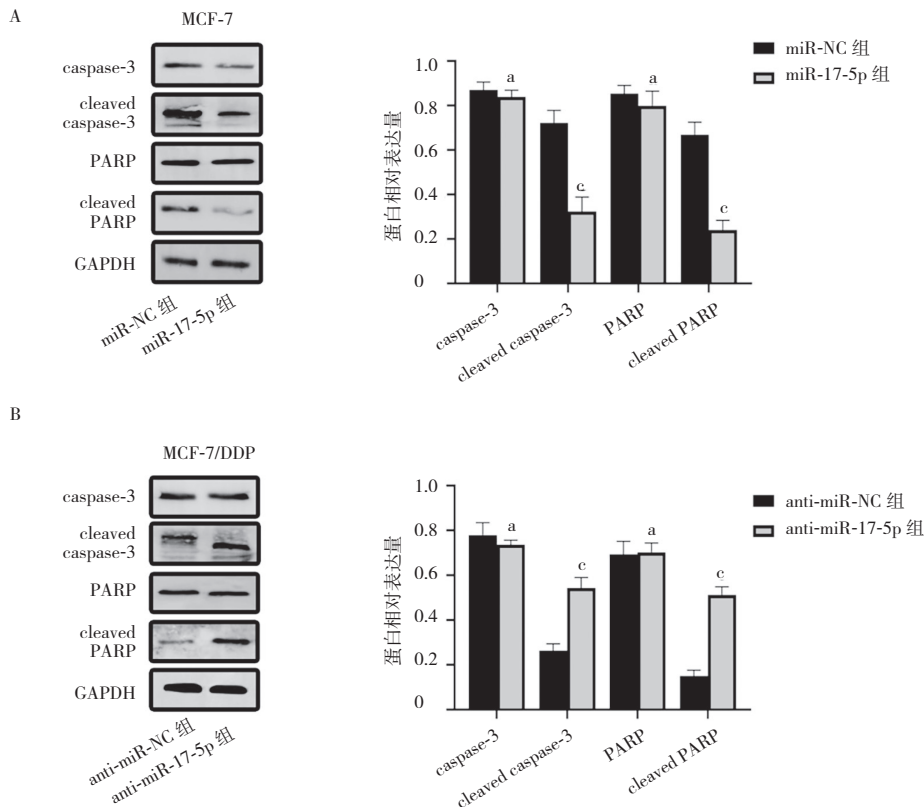 A
MCF-7
caspase-3
cleaved
caspase-3
PARP
cleaved
PARP
GAPDH
miR-NC 组
miR-17-5p 组
蛋白相对表达量
1.0
0.8
0.6
0.4
0.2
0
a
c
a
c
caspase-3
cleaved caspase-3
PARP
cleaved PARP
miR-NC 组
miR-17-5p 组
B
MCF-7/DDP
caspase-3
cleaved
caspase-3
PARP
cleaved
PARP
GAPDH
anti-miR-NC 组
anti-miR-17-5p 组
蛋白相对表达量
1.0
0.8
0.6
0.4
0.2
0
a
c
a
c
caspase-3
cleaved caspase-3
PARP
cleaved PARP
anti-miR-NC 组
anti-miR-17-5p 组